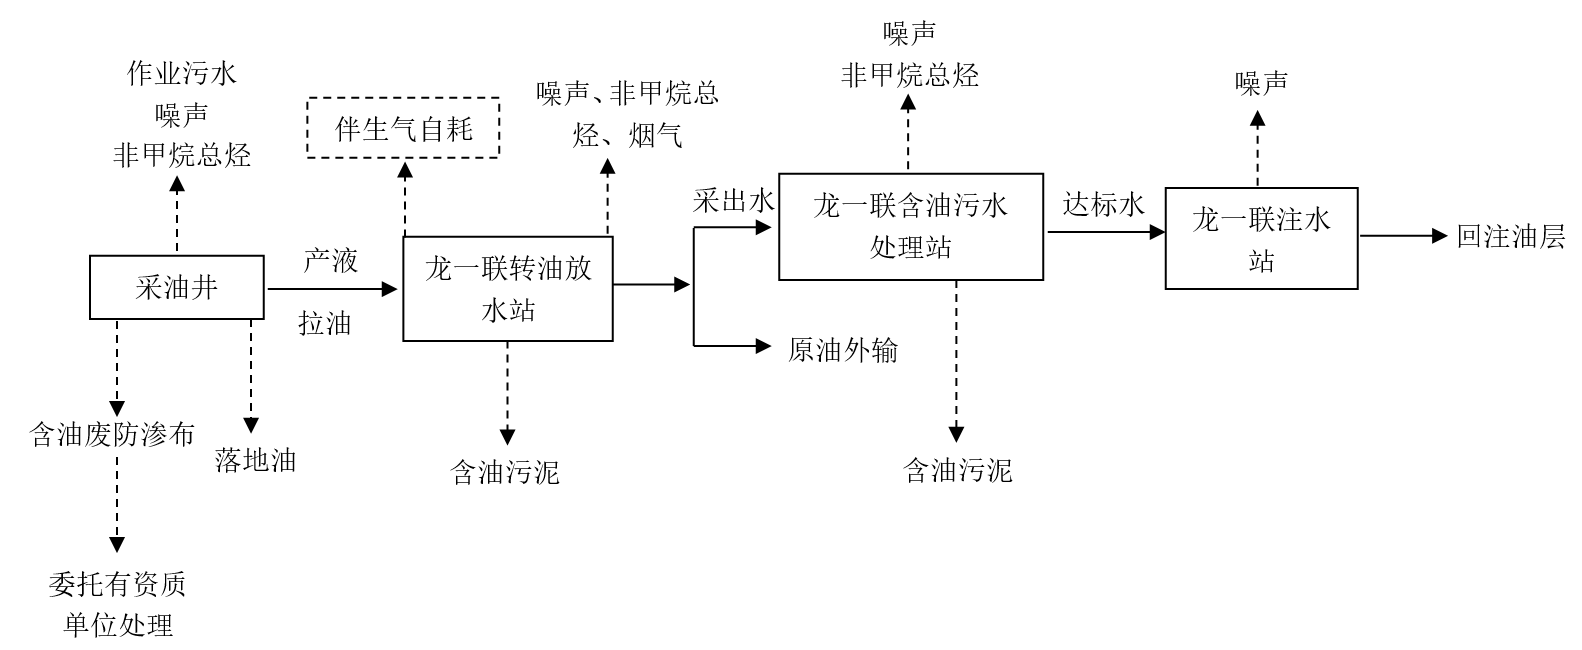 作业污水
噪声
非甲烷总烃
采油井
含油废防渗布
委托有资质
单位处理
落地油
产液
拉油
伴生气自耗
噪声、非甲烷总
烃、烟气
龙一联转油放
水站
含油污泥
采出水
原油外输
噪声
非甲烷总烃
龙一联含油污水
处理站
含油污泥
达标水
噪声
龙一联注水
站
回注油层